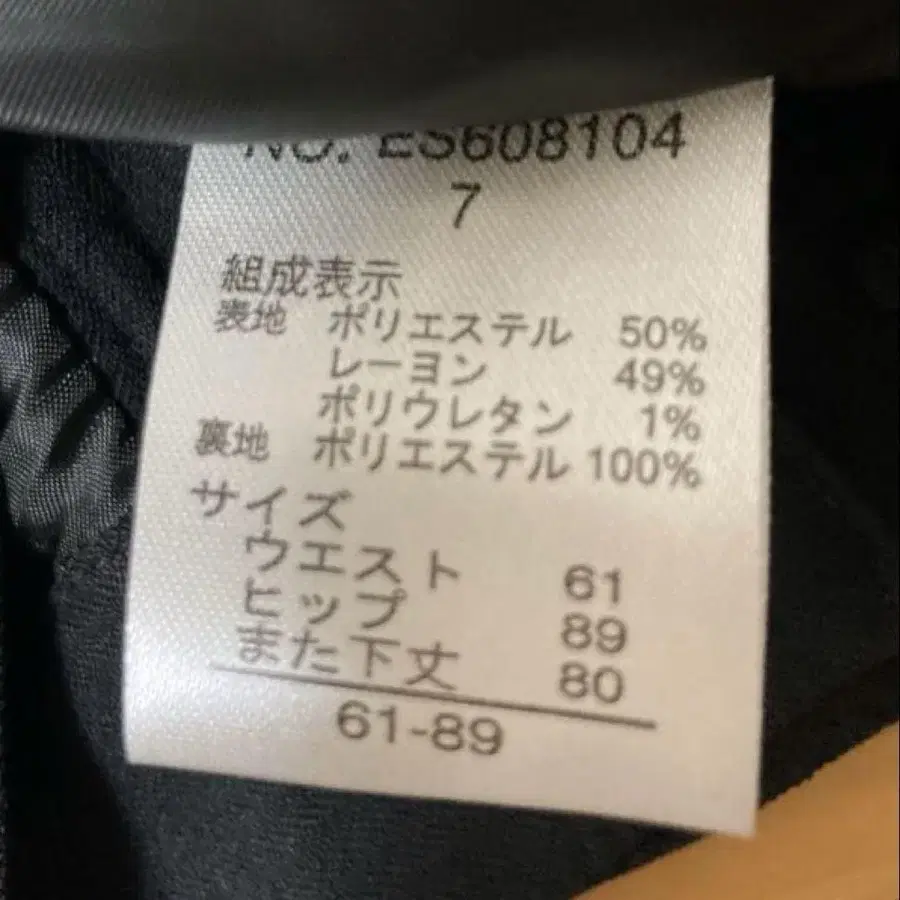 NO. ES608104
7
組成表示
表地 ポリエステル 50%
レーヨン 49%
ポリウレタン 1%
裏地 ポリエステル 100%
サイズ
ウエスト 61
ヒップ 89
また下丈 80
61-89